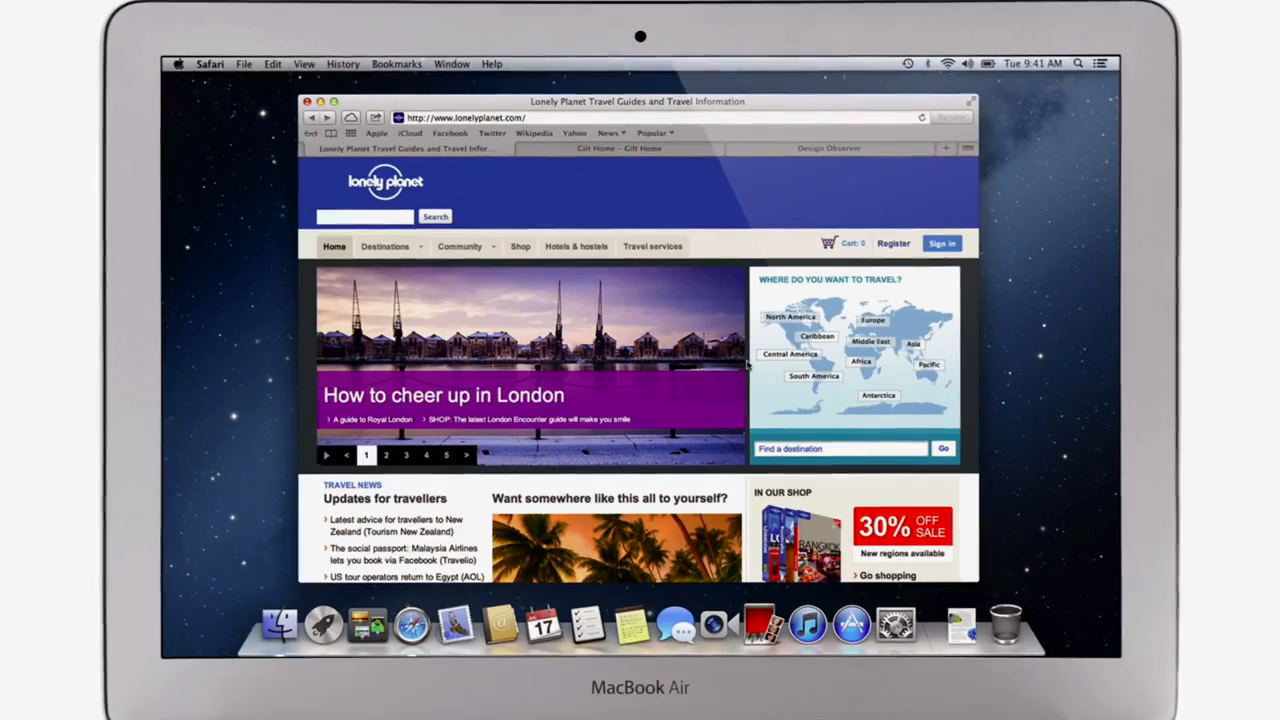 Safari File Edit View History Bookmarks Window Help Tue 9:41 AM
Lonely Planet Travel Guides and Travel Information
http://www.lonelyplanet.com/ Reader
Apple iCloud Facebook Twitter Wikipedia Yahoo News Popular
Lonely Planet Travel Guides and Travel Infor... Gilt Home – Gilt Home Design Observer
lonely planet
Search
Home Destinations Community Shop Hotels & hostels Travel services Cart: 0 Register Sign in
WHERE DO YOU WANT TO TRAVEL?
North America Europe
Caribbean Middle East Asia
Central America Africa Pacific
South America
Antarctica
How to cheer up in London
A guide to Royal London SHOP: The latest London Encounter guide will make you smile
< 1 2 3 4 5 >
Find a destination Go
TRAVEL NEWS
Updates for travellers
Latest advice for travellers to New
Zealand (Tourism New Zealand)
The social passport: Malaysia Airlines
lets you book via Facebook (Travelio)
US tour operators return to Egypt (AOL)
Want somewhere like this all to yourself?
IN OUR SHOP
BANGKOK
30% OFF
SALE
New regions available
Go shopping
17
MacBook Air